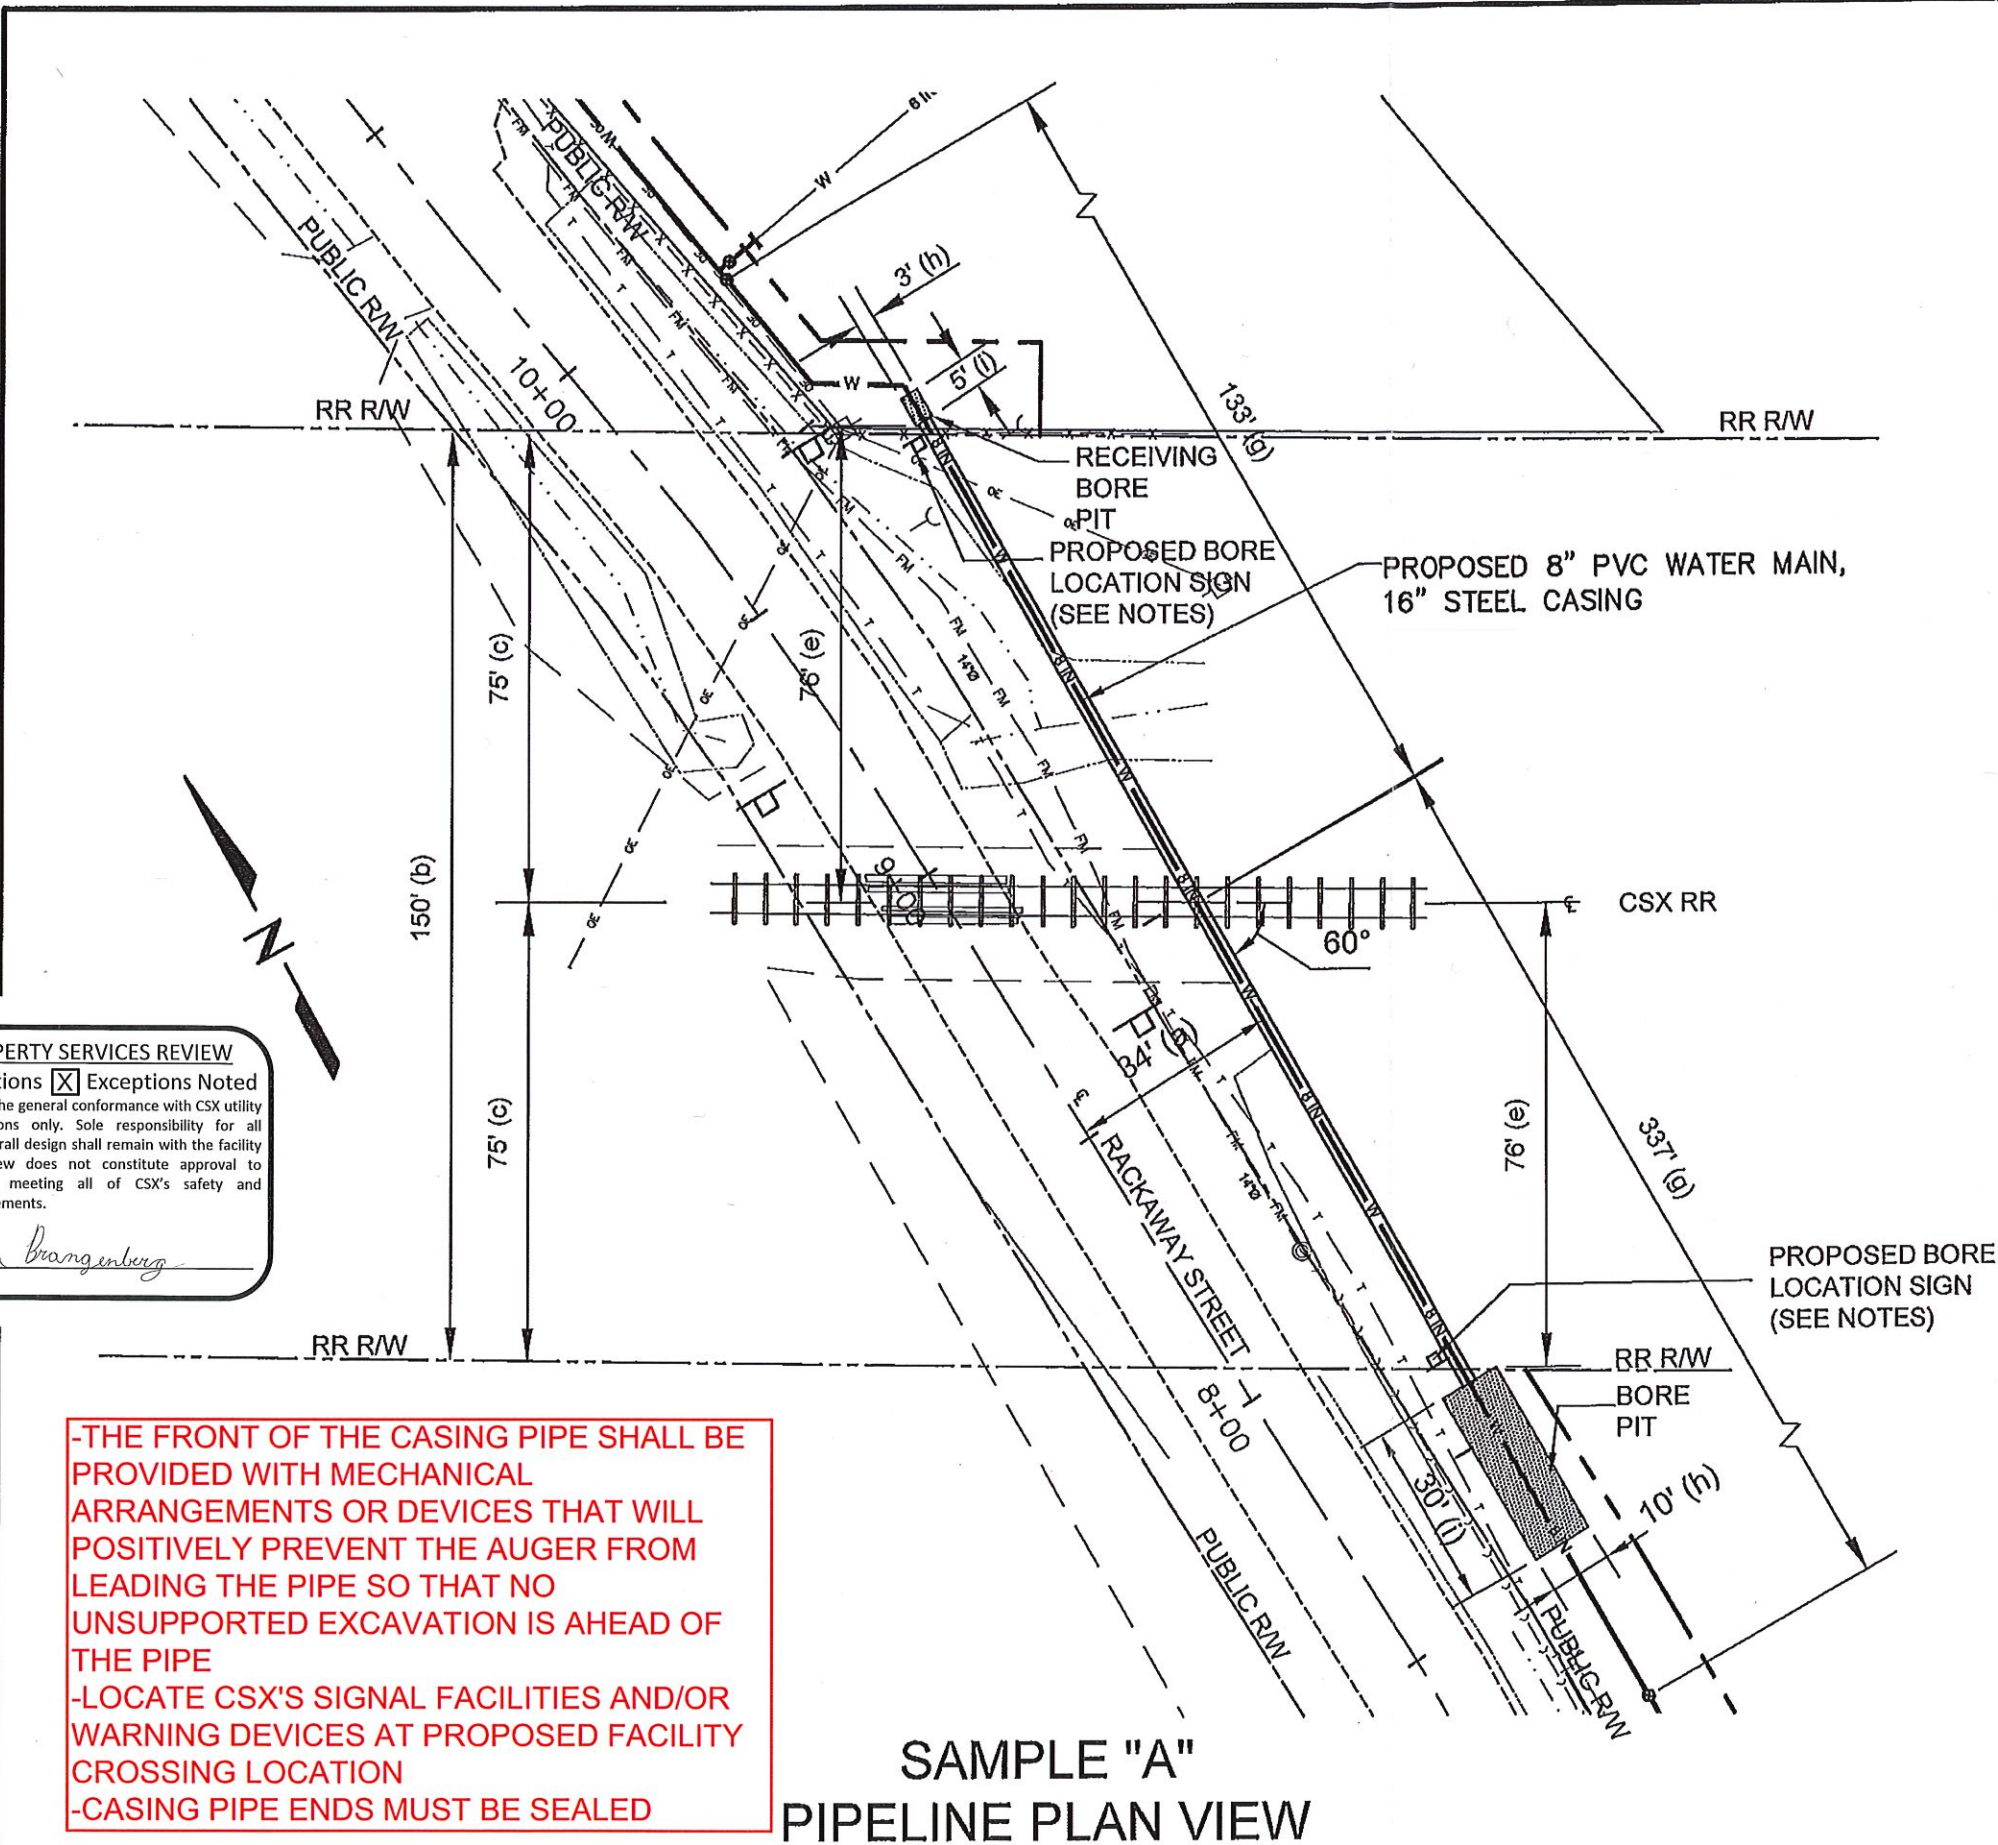 PUBLIC R/W
PUBLIC R/W
W
3' (h)
5' (i)
133' (g)
10+00
W
RR R/W
RR R/W
RECEIVING
BORE
PIT
PROPOSED BORE
LOCATION SIGN
(SEE NOTES)
PROPOSED 8" PVC WATER MAIN,
16" STEEL CASING
75' (c)
76' (e)
14"Ø
150' (b)
N
9+00
CSX RR
60°
34'
75' (c)
76' (e)
337' (g)
RACKAWAY STREET
14"Ø
PERTY SERVICES REVIEW
ions X Exceptions Noted
he general conformance with CSX utility
ons only. Sole responsibility for all
rall design shall remain with the facility
ew does not constitute approval to
meeting all of CSX's safety and
ements.
Brangenberg
PROPOSED BORE
LOCATION SIGN
(SEE NOTES)
RR R/W
RR R/W
BORE
PIT
8+00
30' (i)
10' (h)
PUBLIC R/W
PUBLIC R/W
-THE FRONT OF THE CASING PIPE SHALL BE
PROVIDED WITH MECHANICAL
ARRANGEMENTS OR DEVICES THAT WILL
POSITIVELY PREVENT THE AUGER FROM
LEADING THE PIPE SO THAT NO
UNSUPPORTED EXCAVATION IS AHEAD OF
THE PIPE
-LOCATE CSX'S SIGNAL FACILITIES AND/OR
WARNING DEVICES AT PROPOSED FACILITY
CROSSING LOCATION
-CASING PIPE ENDS MUST BE SEALED
SAMPLE "A"
PIPELINE PLAN VIEW